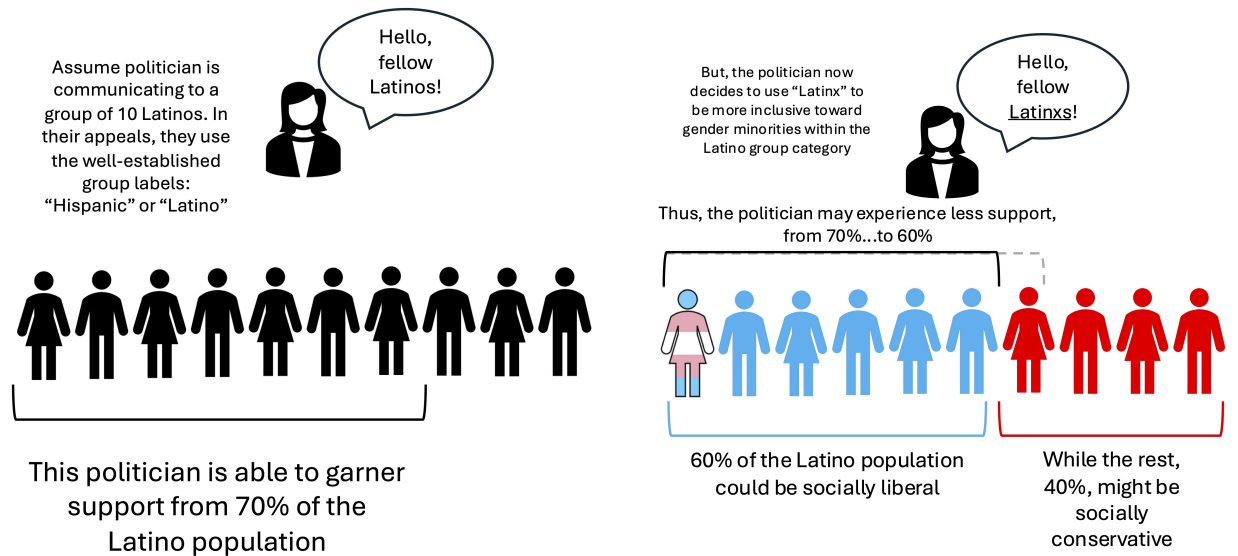 Assume politician is
communicating to a
group of 10 Latinos. In
their appeals, they use
the well-established
group labels:
“Hispanic” or “Latino”
Hello,
fellow
Latinos!
This politician is able to garner
support from 70% of the
Latino population
But, the politician now
decides to use “Latinx” to
be more inclusive toward
gender minorities within the
Latino group category
Hello,
fellow
Latinxs!
Thus, the politician may experience less support,
from 70%...to 60%
60% of the Latino population
could be socially liberal
While the rest,
40%, might be
socially
conservative